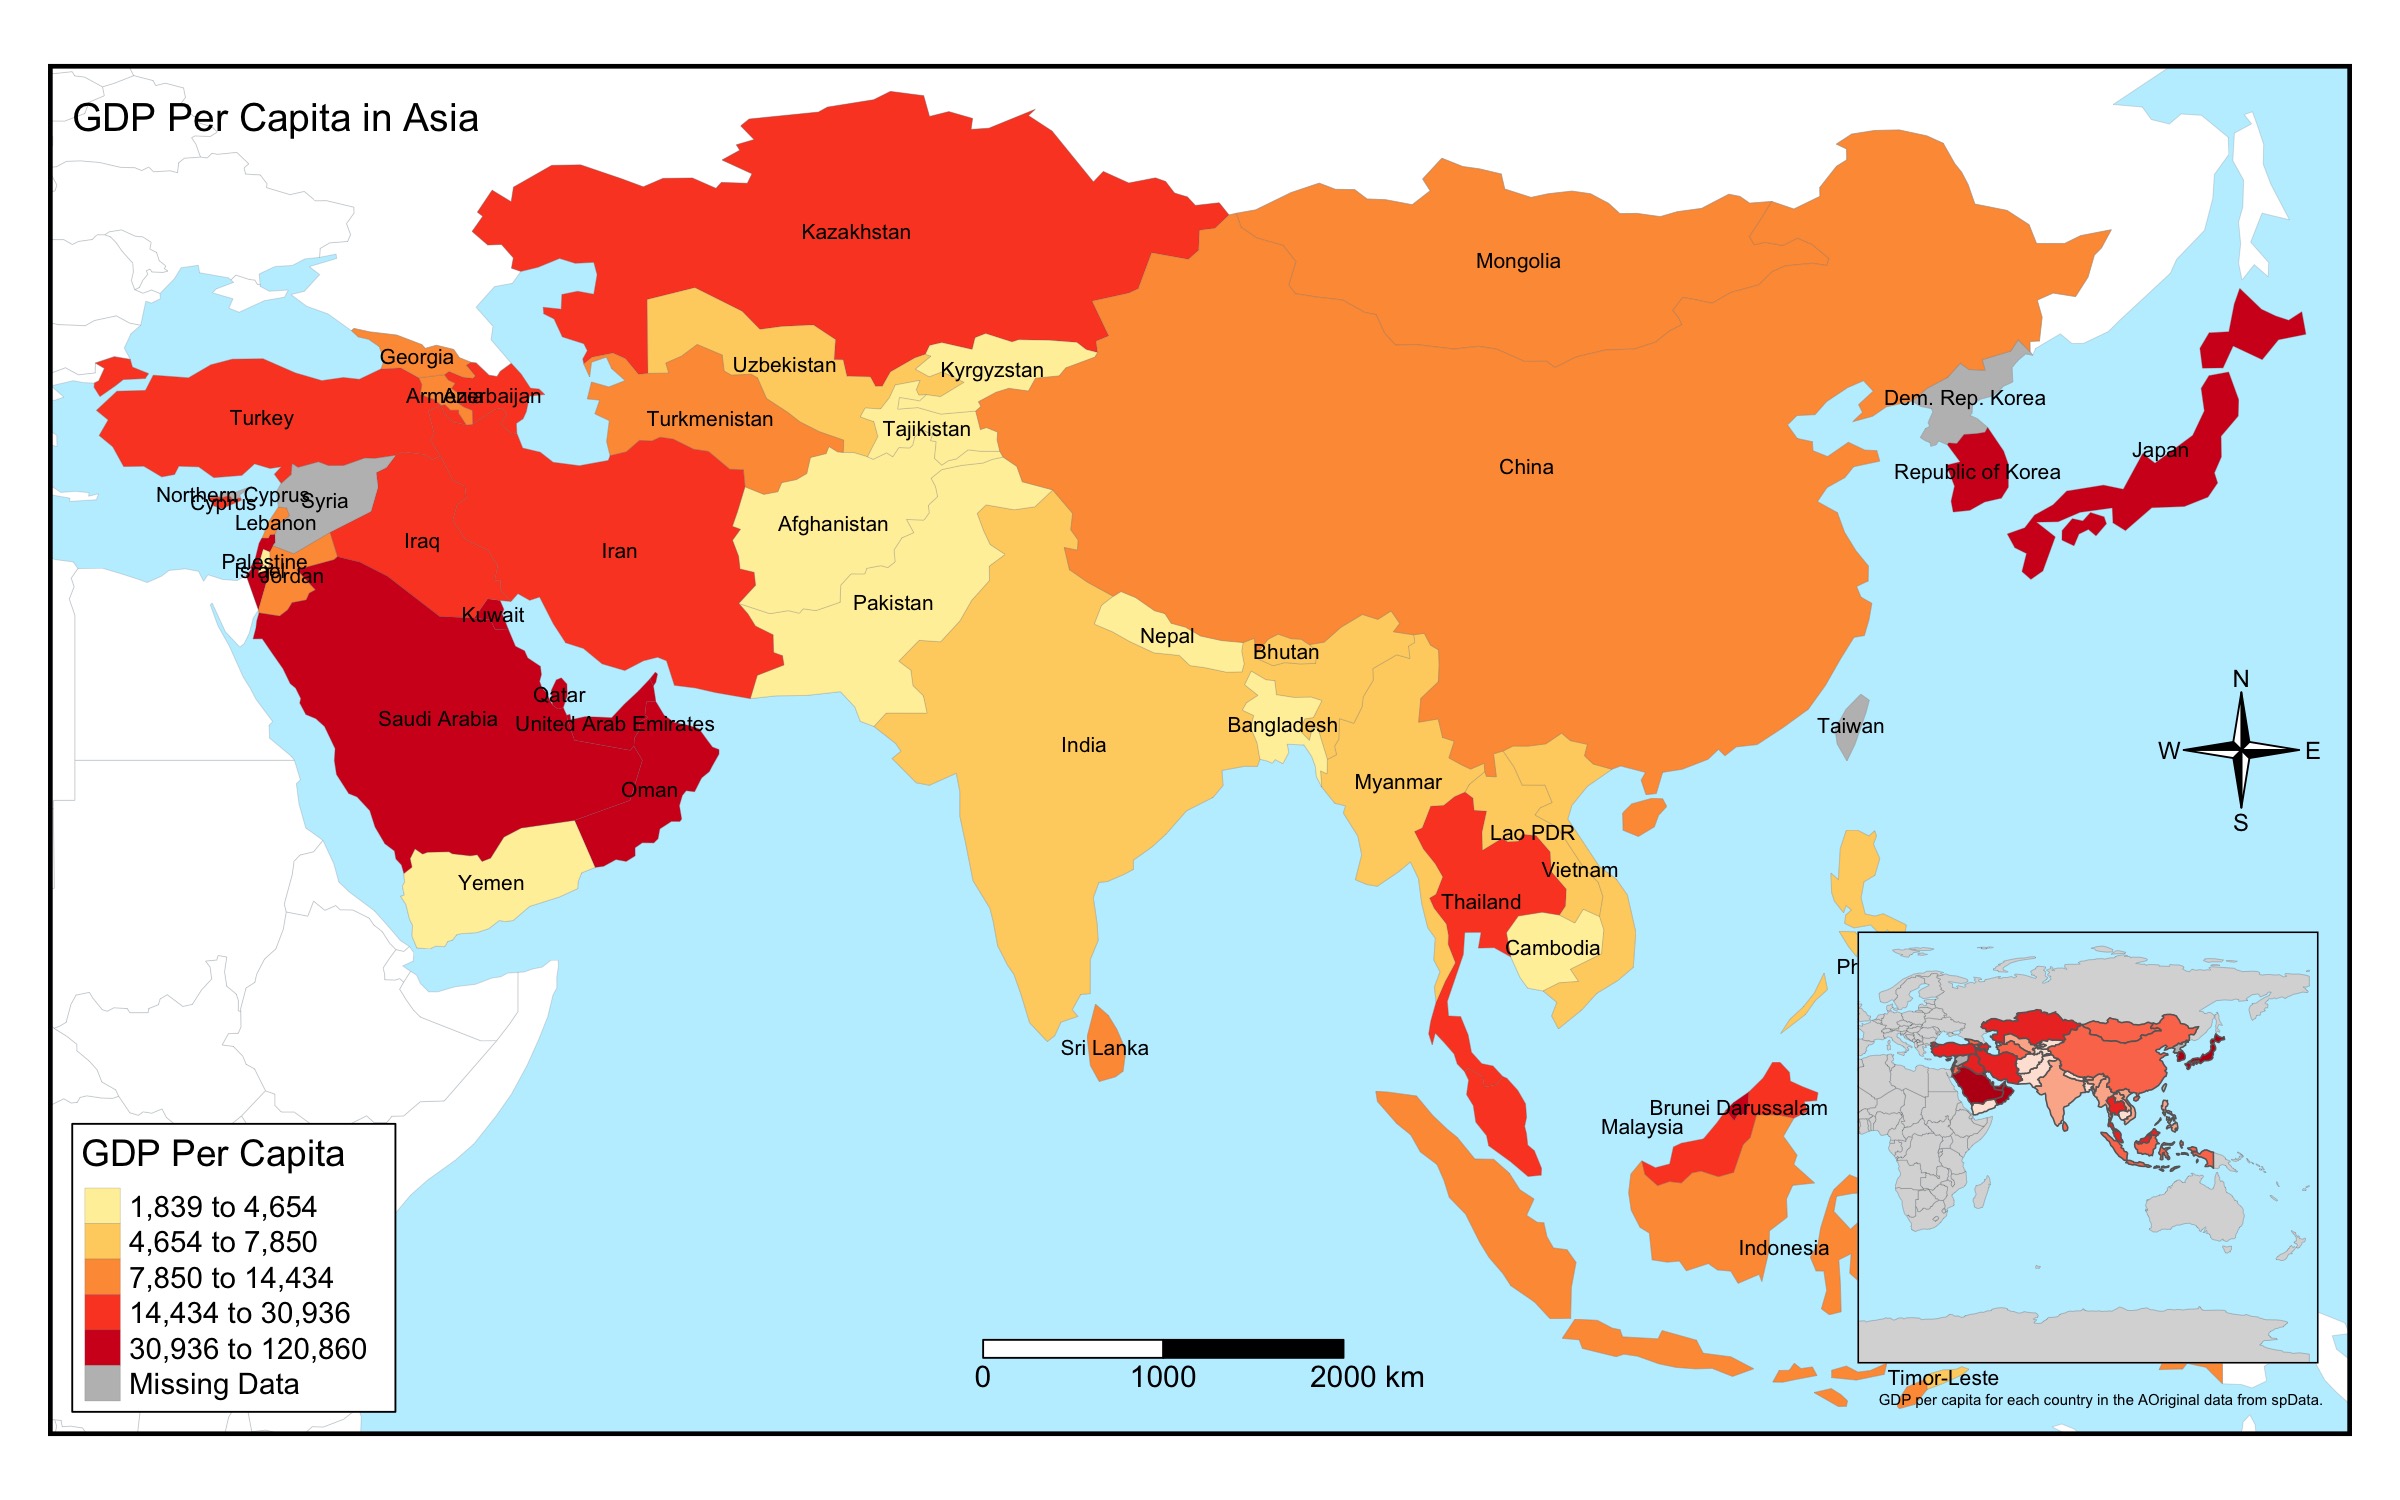 GDP Per Capita in Asia
Kazakhstan
Mongolia
Georgia
Uzbekistan
Kyrgyzstan
Armenia
Azerbaijan
Dem. Rep. Korea
Turkey
Turkmenistan
Tajikistan
Japan
China
Republic of Korea
Northern Cyprus
Cyprus
Syria
Lebanon
Afghanistan
Iraq
Iran
Palestine
Israel
Jordan
Pakistan
Kuwait
Nepal
Bhutan
N
Qatar
Saudi Arabia
United Arab Emirates
Bangladesh
Taiwan
India
W
E
Myanmar
Oman
S
Lao PDR
Vietnam
Yemen
Thailand
Cambodia
Ph
Sri Lanka
Brunei Darussalam
Malaysia
Indonesia
GDP Per Capita
1,839 to 4,654
4,654 to 7,850
7,850 to 14,434
14,434 to 30,936
30,936 to 120,860
Missing Data
0 1000 2000 km
Timor-Leste
GDP per capita for each country in the AOriginal data from spData.